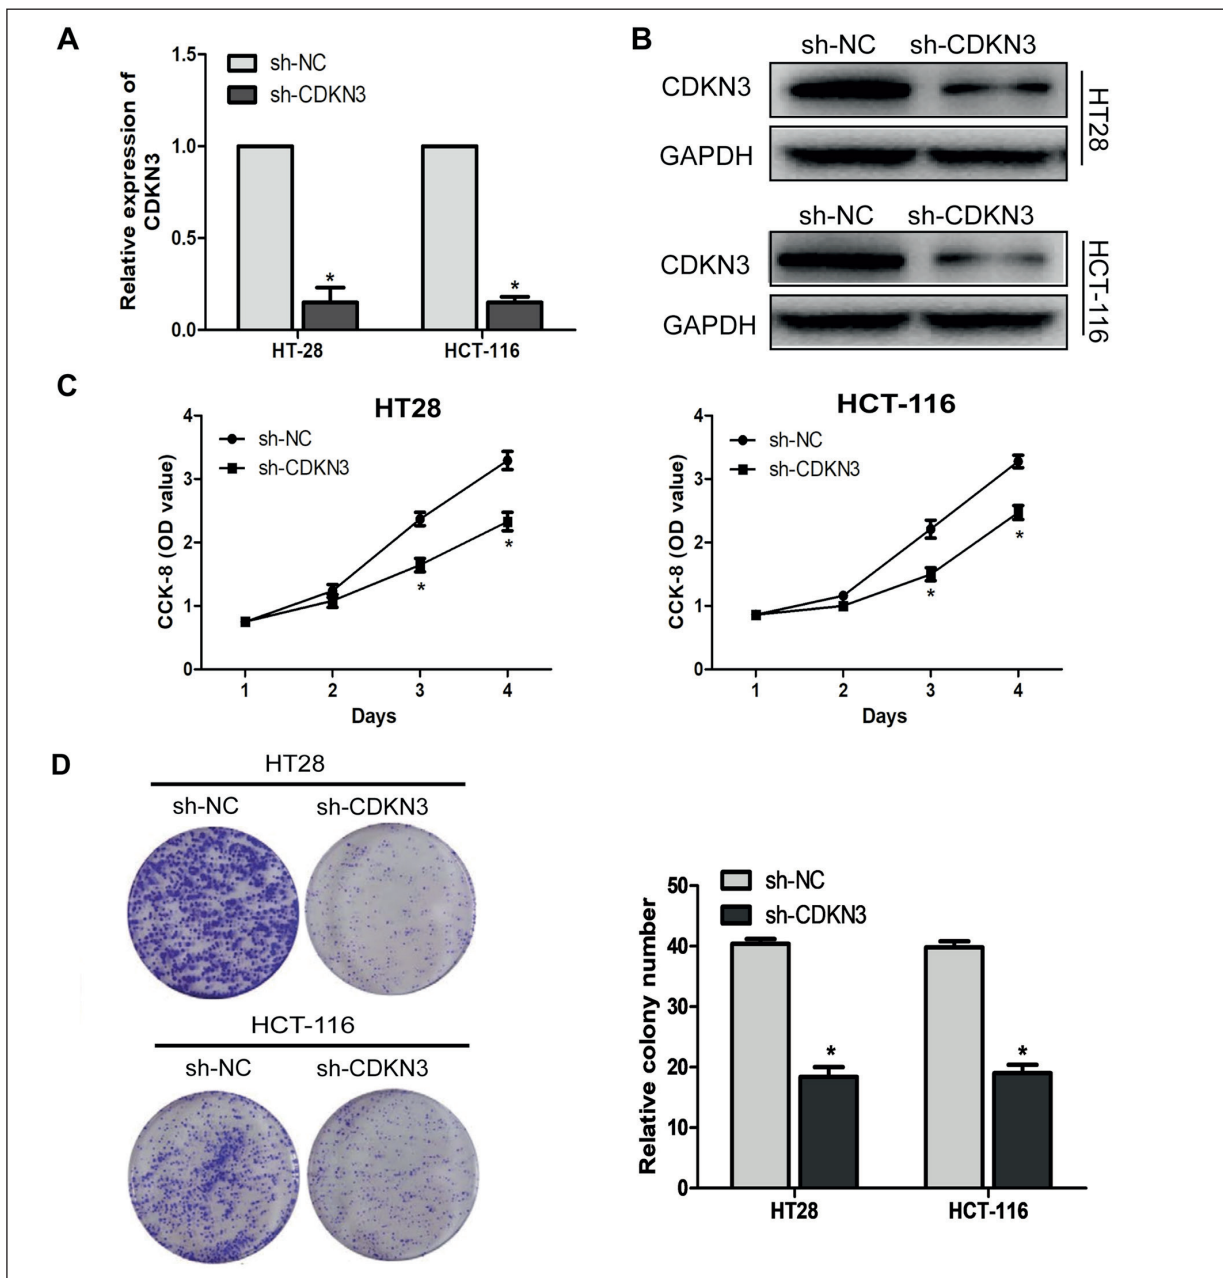 A
1.5
1.0
0.5
0.0
Relative expression of
CDKN3
sh-NC
sh-CDKN3
*
*
HT-28
HCT-116
B
sh-NC sh-CDKN3
CDKN3
GAPDH
HT28
sh-NC sh-CDKN3
CDKN3
GAPDH
HCT-116
C
HT28
4
3
2
1
0
CCK-8 (OD value)
sh-NC
sh-CDKN3
*
*
1 2 3 4
Days
HCT-116
4
3
2
1
0
CCK-8 (OD value)
sh-NC
sh-CDKN3
*
*
1 2 3 4
Days
D
HT28
sh-NC sh-CDKN3
HCT-116
sh-NC sh-CDKN3
50
40
30
20
10
0
Relative colony number
sh-NC
sh-CDKN3
*
*
HT28
HCT-116